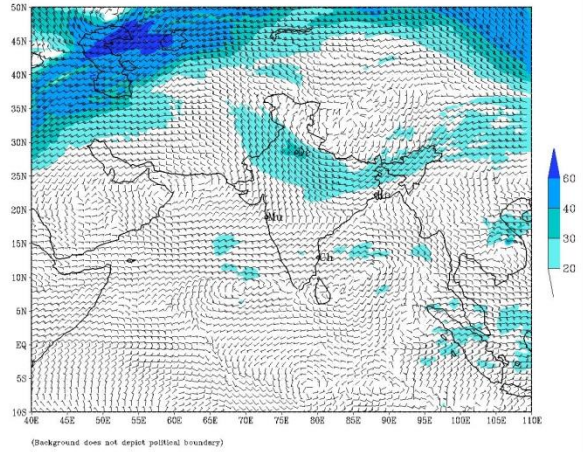 50N
45N
40N
35N
30N
25N
20N
15N
10N
5N
EQ
5S
10S
40E 45E 50E 55E 60E 65E 70E 75E 80E 85E 90E 95E 100E 105E 110E
Mu
Ch
60
40
30
20
(Background does not depict political boundary)